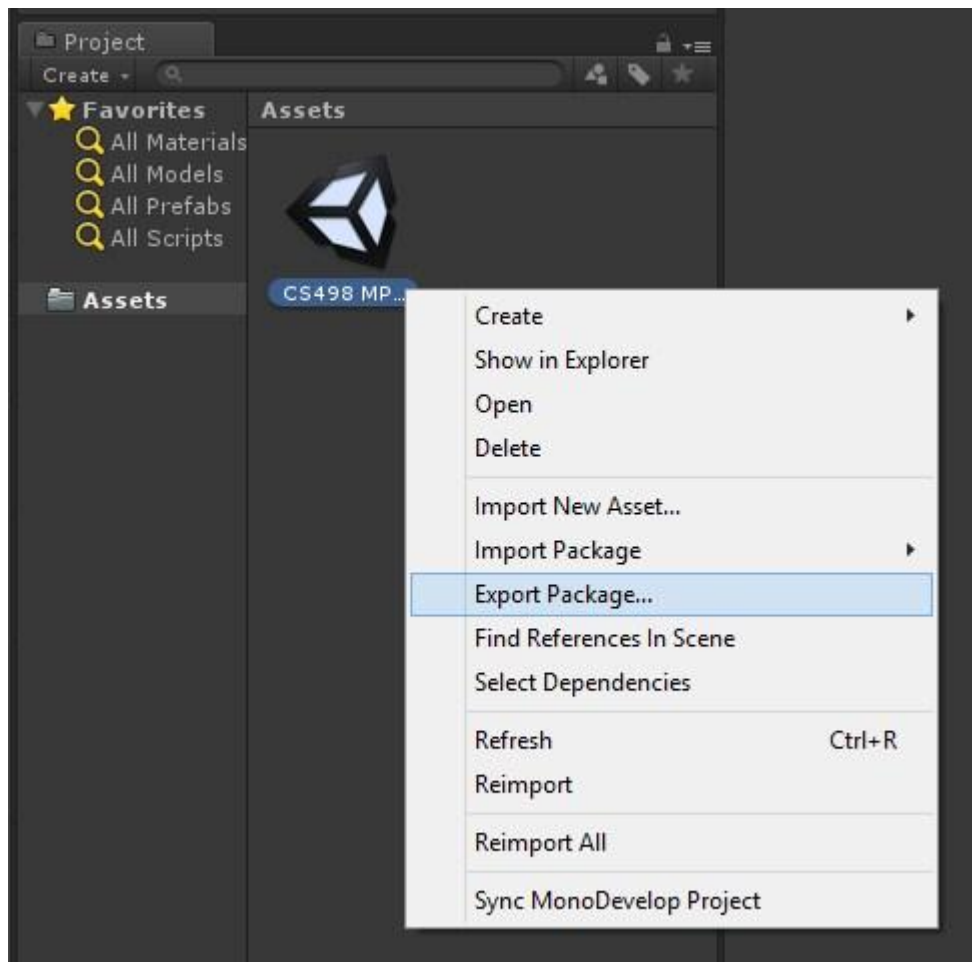 Project
Create
Favorites
All Materials
All Models
All Prefabs
All Scripts
Assets
Assets
CS498 MP...
Create
Show in Explorer
Open
Delete
Import New Asset...
Import Package
Export Package...
Find References In Scene
Select Dependencies
Refresh Ctrl+R
Reimport
Reimport All
Sync MonoDevelop Project